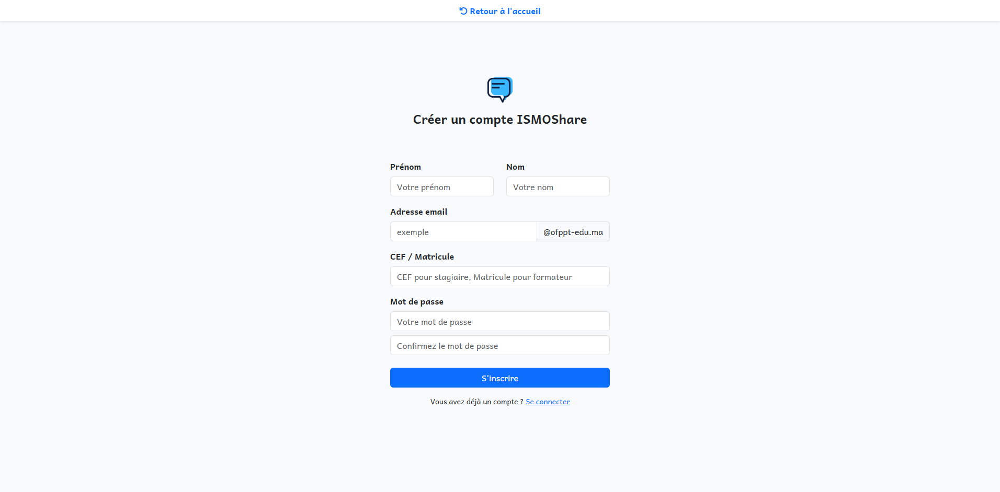 Retour à l'accueil
Créer un compte ISMOShare
Prénom Nom
Votre prénom Votre nom
Adresse email
exemple @ofppt-edu.ma
CEF / Matricule
CEF pour stagiaire, Matricule pour formateur
Mot de passe
Votre mot de passe
Confirmez le mot de passe
S'inscrire
Vous avez déjà un compte ? Se connecter